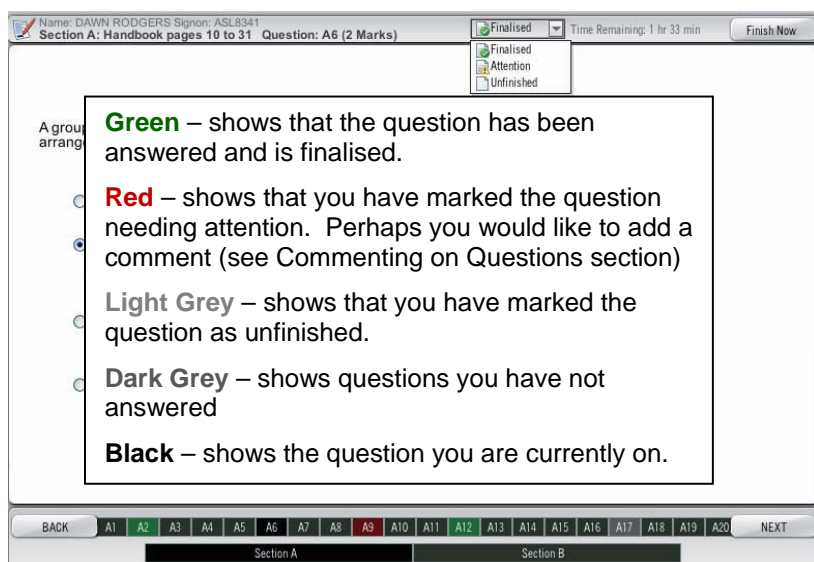 Name: DAWN RODGERS Signon: ASL8341
Section A: Handbook pages 10 to 31 Question: A6 (2 Marks)
Finalised
Time Remaining: 1 hr 33 min
Finish Now
Finalised
Attention
Unfinished
A group
arrang
Green – shows that the question has been
answered and is finalised.
Red – shows that you have marked the question
needing attention. Perhaps you would like to add a
comment (see Commenting on Questions section)
Light Grey – shows that you have marked the
question as unfinished.
Dark Grey – shows questions you have not
answered
Black – shows the question you are currently on.
BACK A1 A2 A3 A4 A5 A6 A7 A8 A9 A10 A11 A12 A13 A14 A15 A16 A17 A18 A19 A20 NEXT
Section A Section B